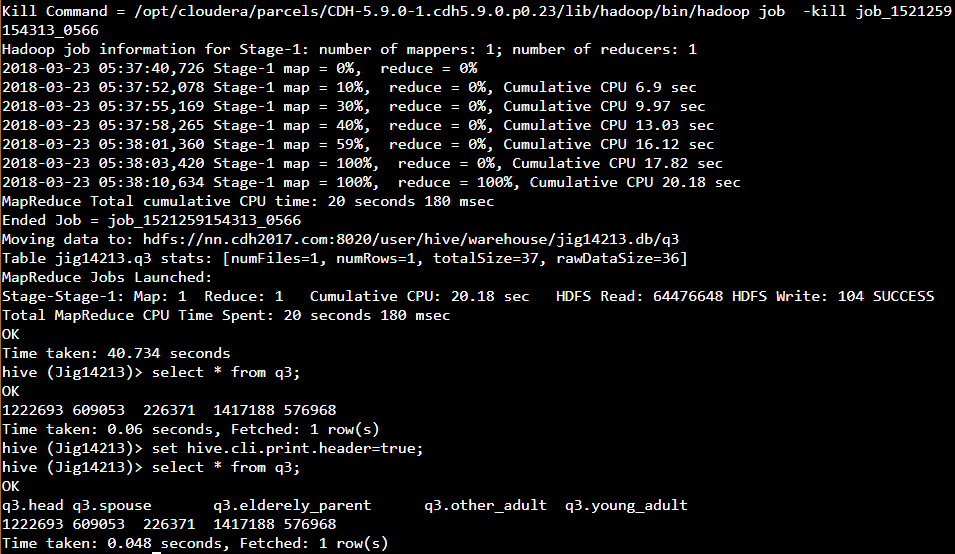 Kill Command = /opt/cloudera/parcels/CDH-5.9.0-1.cdh5.9.0.p0.23/lib/hadoop/bin/hadoop job  -kill job_1521259
154313_0566
Hadoop job information for Stage-1: number of mappers: 1; number of reducers: 1
2018-03-23 05:37:40,726 Stage-1 map = 0%,  reduce = 0%
2018-03-23 05:37:52,078 Stage-1 map = 10%,  reduce = 0%, Cumulative CPU 6.9 sec
2018-03-23 05:37:55,169 Stage-1 map = 30%,  reduce = 0%, Cumulative CPU 9.97 sec
2018-03-23 05:37:58,265 Stage-1 map = 40%,  reduce = 0%, Cumulative CPU 13.03 sec
2018-03-23 05:38:01,360 Stage-1 map = 59%,  reduce = 0%, Cumulative CPU 16.12 sec
2018-03-23 05:38:03,420 Stage-1 map = 100%,  reduce = 0%, Cumulative CPU 17.82 sec
2018-03-23 05:38:10,634 Stage-1 map = 100%,  reduce = 100%, Cumulative CPU 20.18 sec
MapReduce Total cumulative CPU time: 20 seconds 180 msec
Ended Job = job_1521259154313_0566
Moving data to: hdfs://nn.cdh2017.com:8020/user/hive/warehouse/jig14213.db/q3
Table jig14213.q3 stats: [numFiles=1, numRows=1, totalSize=37, rawDataSize=36]
MapReduce Jobs Launched:
Stage-Stage-1: Map: 1  Reduce: 1   Cumulative CPU: 20.18 sec   HDFS Read: 64476648 HDFS Write: 104 SUCCESS
Total MapReduce CPU Time Spent: 20 seconds 180 msec
OK
Time taken: 40.734 seconds
hive (Jig14213)> select * from q3;
OK
1222693 609053  226371  1417188 576968
Time taken: 0.06 seconds, Fetched: 1 row(s)
hive (Jig14213)> set hive.cli.print.header=true;
hive (Jig14213)> select * from q3;
OK
q3.head q3.spouse       q3.elderely_parent      q3.other_adult  q3.young_adult
1222693 609053  226371  1417188 576968
Time taken: 0.048 seconds, Fetched: 1 row(s)